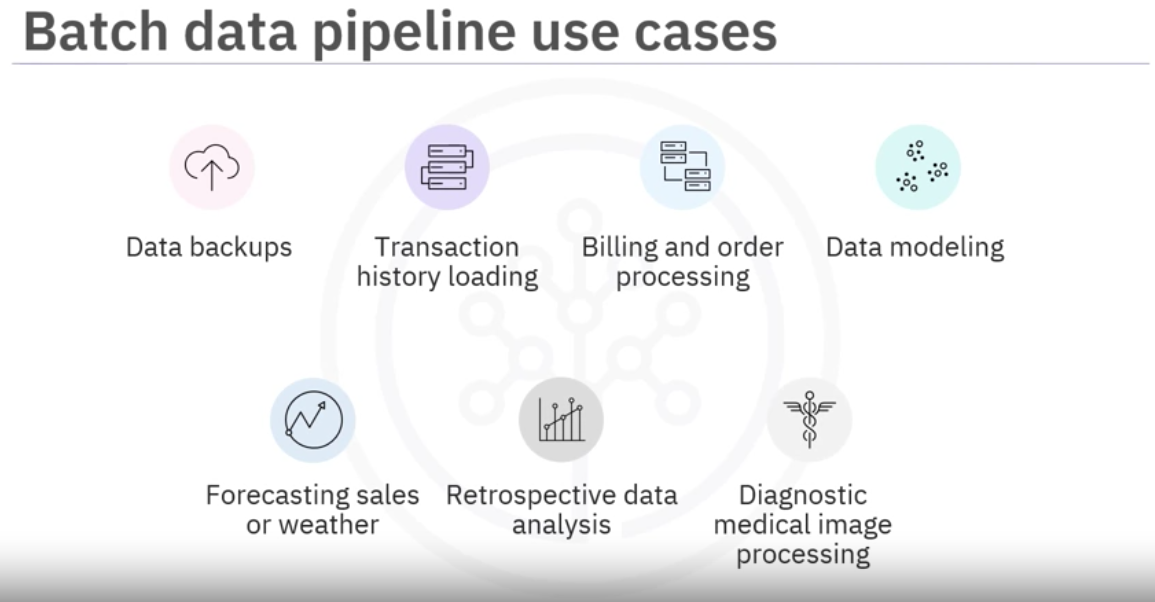 Batch data pipeline use cases
Data backups
Transaction
history loading
Billing and order
processing
Data modeling
Forecasting sales
or weather
Retrospective data
analysis
Diagnostic
medical image
processing